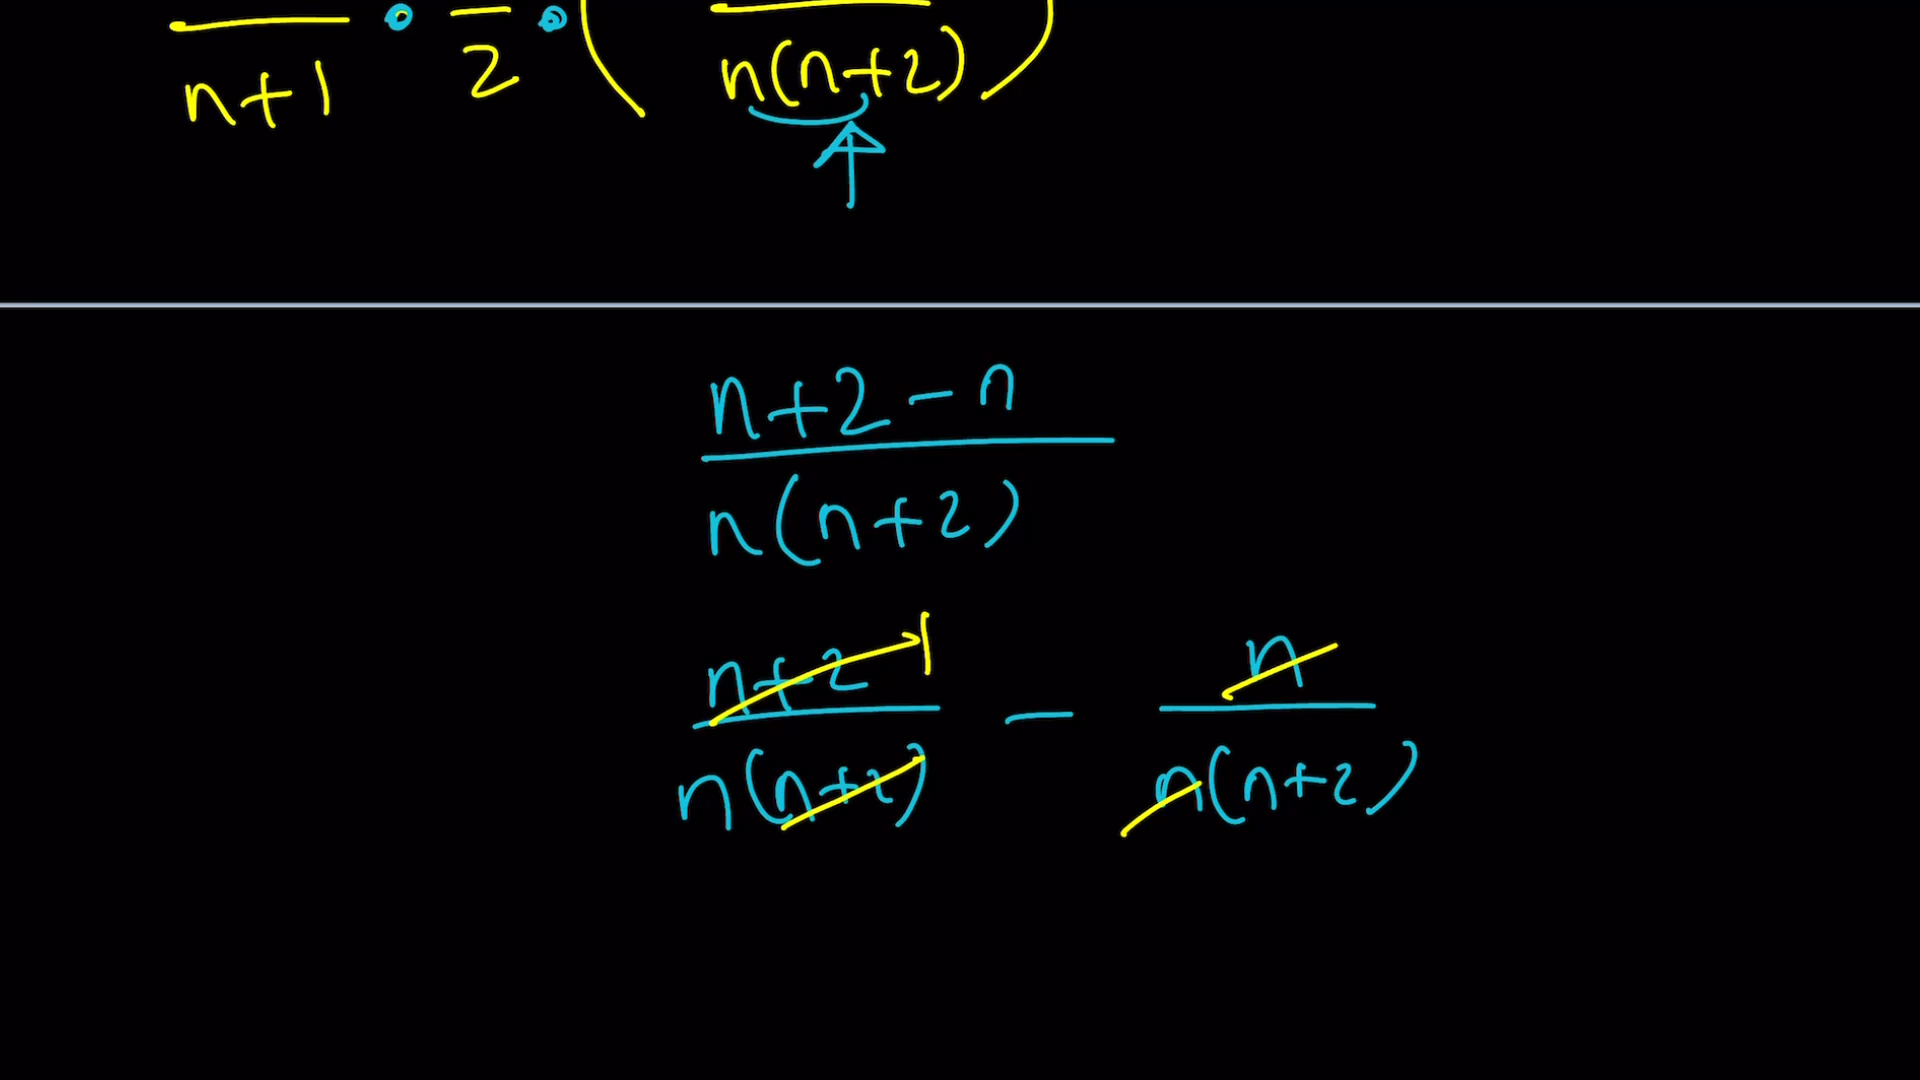 n+1 2 ( n(n+2) )
n+2-n
n(n+2)
n+2 1 - n
n(n+2) n(n+2)